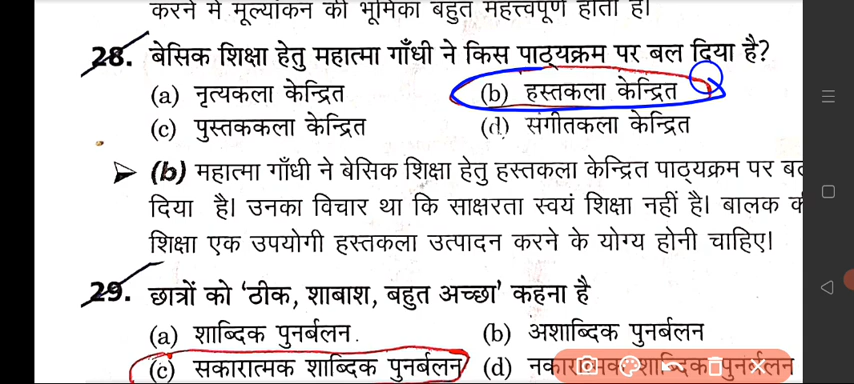 करने में मूल्यांकन की भूमिका बहुत महत्त्वपूर्ण होती है।
28. बेसिक शिक्षा हेतु महात्मा गाँधी ने किस पाठ्यक्रम पर बल दिया है?
(a) नृत्यकला केन्द्रित (b) हस्तकला केन्द्रित
(c) पुस्तककला केन्द्रित (d) संगीतकला केन्द्रित
(b) महात्मा गाँधी ने बेसिक शिक्षा हेतु हस्तकला केन्द्रित पाठ्यक्रम पर
दिया है। उनका विचार था कि साक्षरता स्वयं शिक्षा नहीं है। बालक
शिक्षा एक उपयोगी हस्तकला उत्पादन करने के योग्य होनी चाहिए।
29. छात्रों को 'ठीक, शाबाश, बहुत अच्छा' कहना है
(a) शाब्दिक पुनर्बलन. (b) अशाब्दिक पुनर्बलन
(c) सकारात्मक शाब्दिक पुनर्बलन (d) नकारात्मक शाब्दिक पुनर्बलन